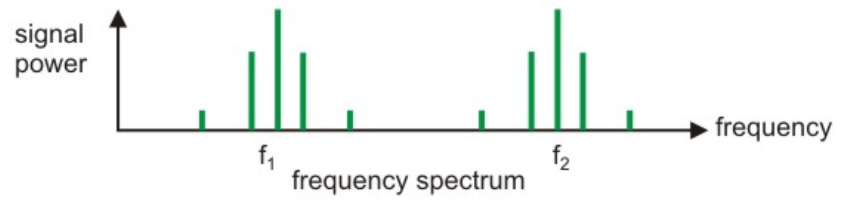 signal
power
frequency
f₁
f₂
frequency spectrum